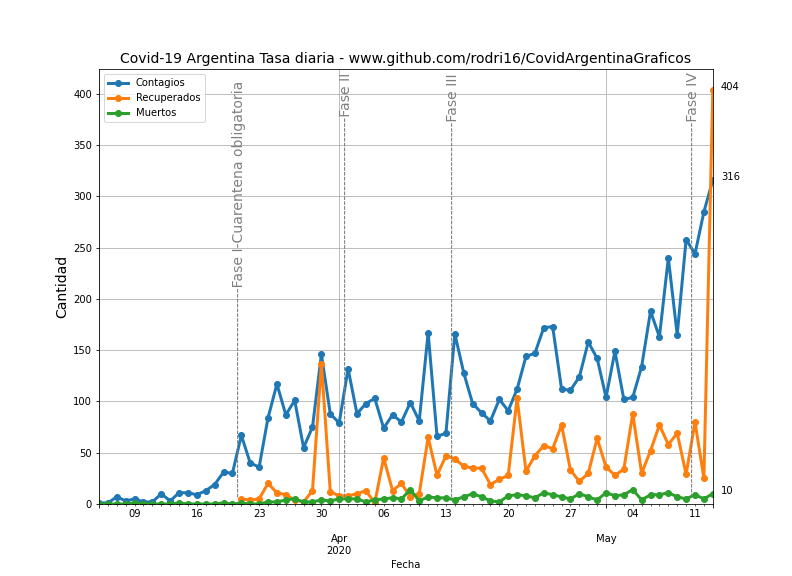 Covid-19 Argentina Tasa diaria - www.github.com/rodri16/CovidArgentinaGraficos
Contagios
Recuperados
Muertos
Fase I-Cuarentena obligatoria
Fase II
Fase III
Fase IV
404
316
10
Cantidad
400
350
300
250
200
150
100
50
0
09
16
23
30
06
13
20
27
04
11
Apr
2020
May
Fecha